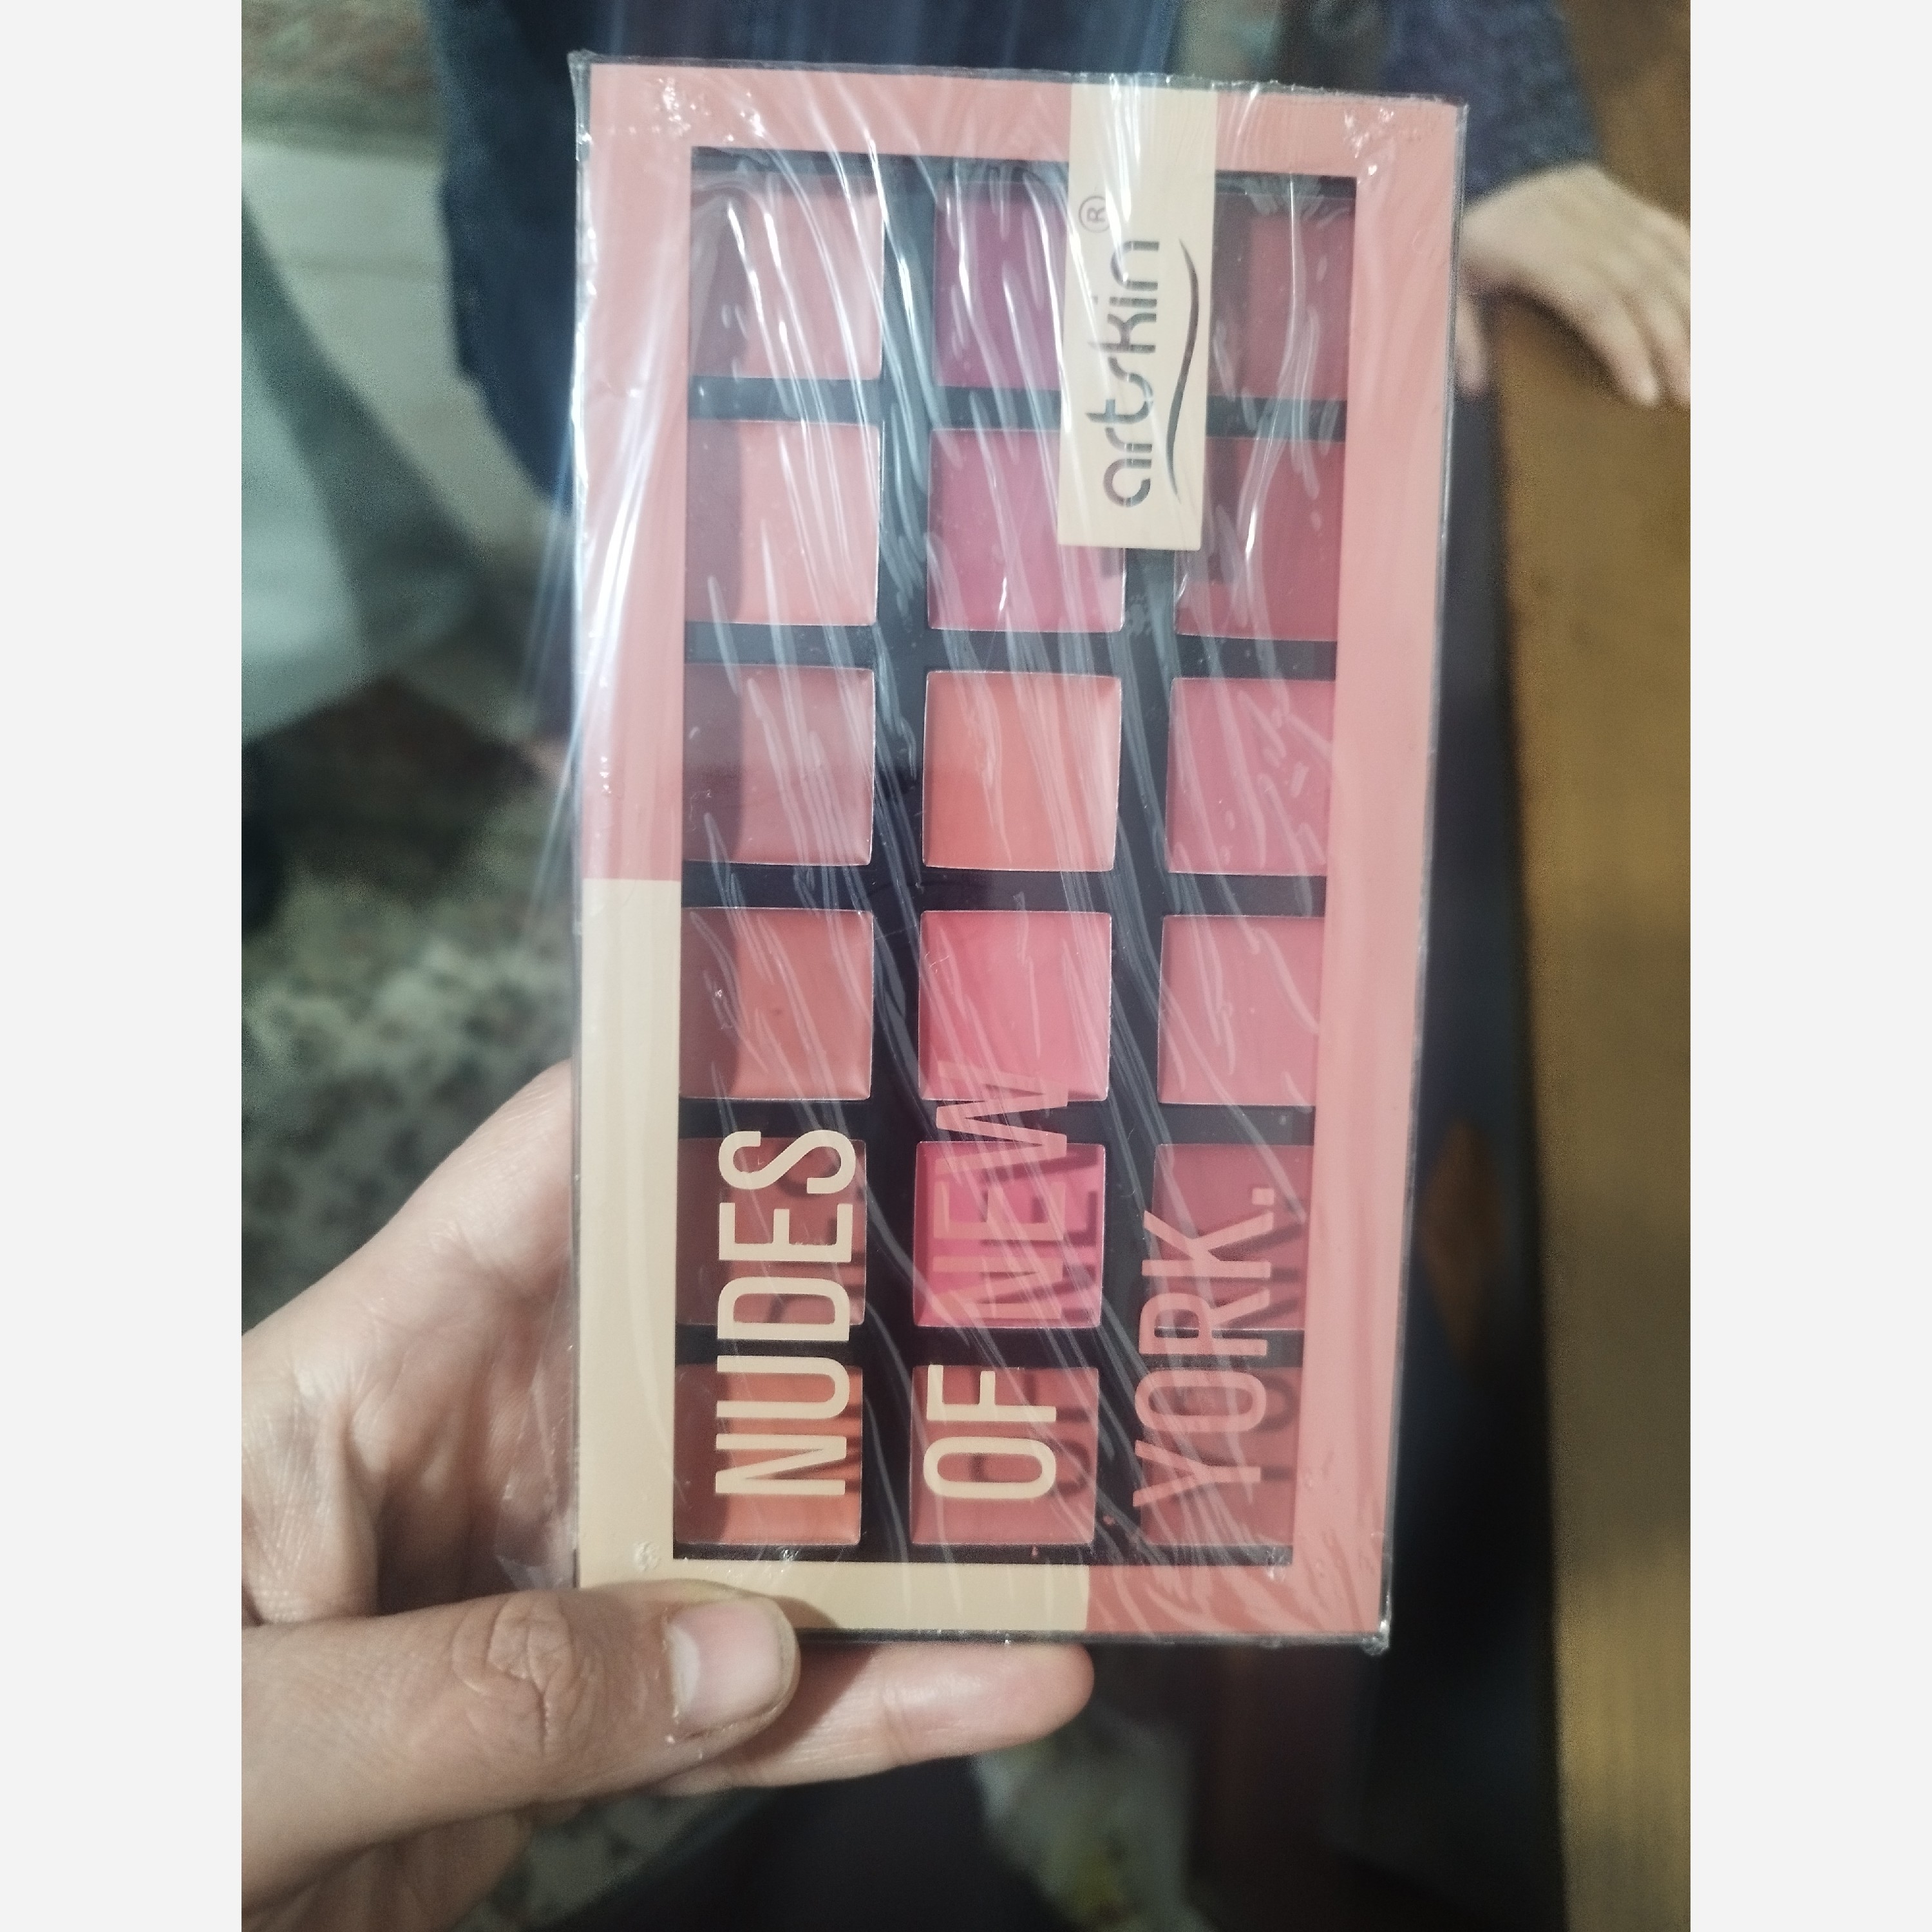 artskin®
NUDES
OF NEW
YORK.